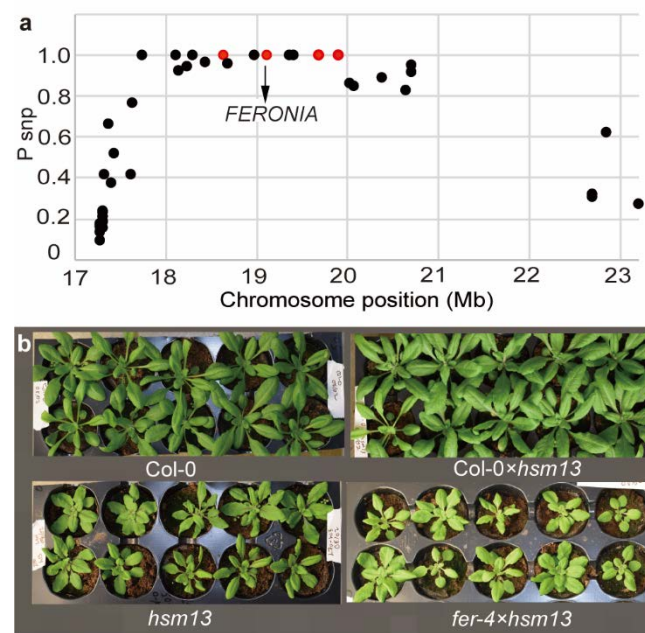 a
P snp
1.0
0.8
0.6
0.4
0.2
0
FERONIA
17 18 19 20 21 22 23
Chromosome position (Mb)
b
Col-0 Col-0×hsm13
hsm13 fer-4×hsm13